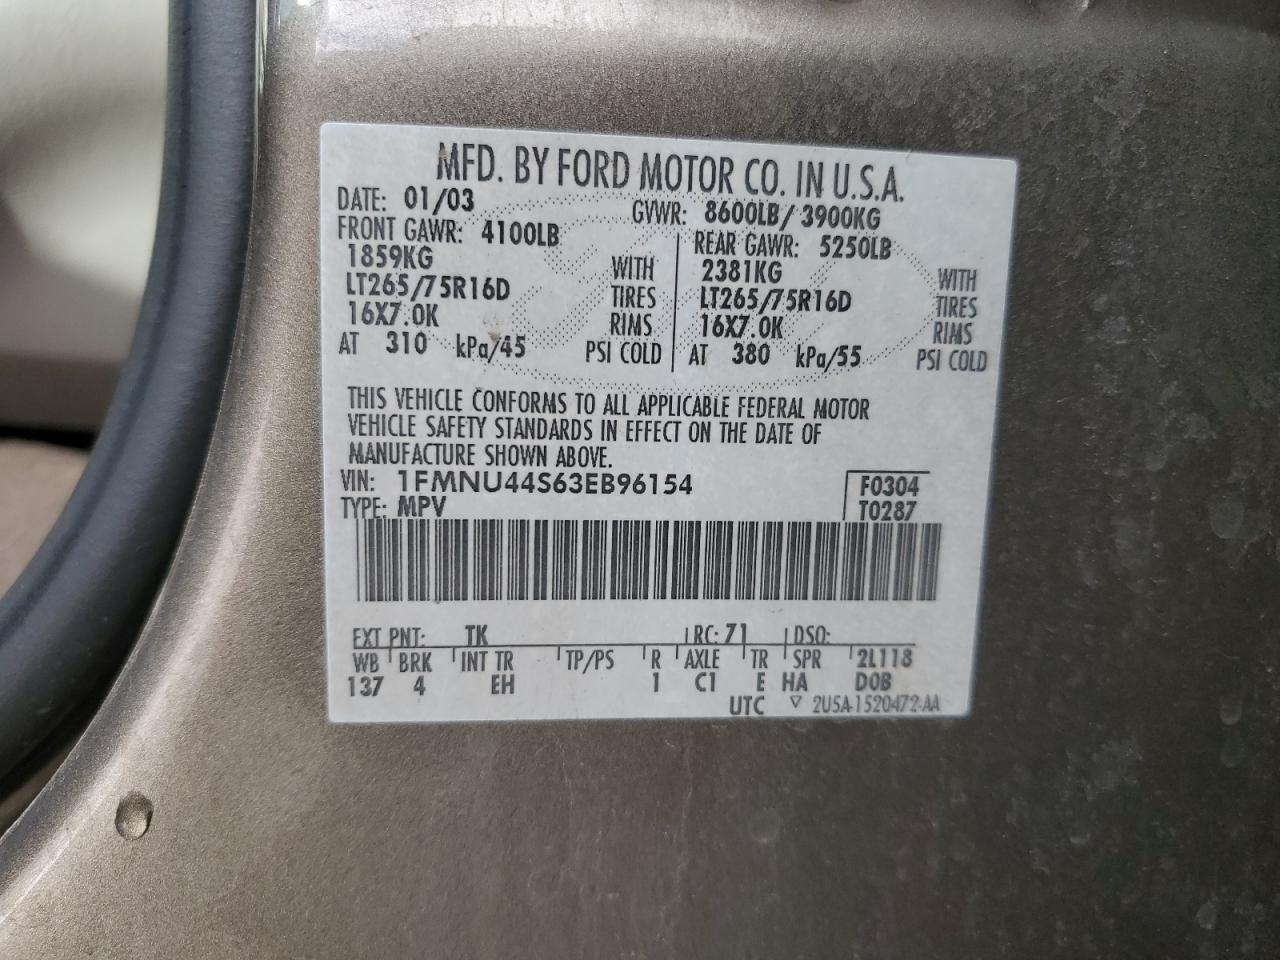 MFD. BY FORD MOTOR CO. IN U.S.A.
DATE: 01/03 GVWR: 8600LB/ 3900KG
FRONT GAWR: 4100LB REAR GAWR: 5250LB
1859KG WITH 2381KG WITH
LT265/75R16D TIRES LT265/75R16D TIRES
16X7.0K RIMS 16X7.0K RIMS
AT 310 kPa/45 PSI COLD AT 380 kPa/55 PSI COLD
THIS VEHICLE CONFORMS TO ALL APPLICABLE FEDERAL MOTOR
VEHICLE SAFETY STANDARDS IN EFFECT ON THE DATE OF
MANUFACTURE SHOWN ABOVE.
VIN: 1FMNU44S63EB96154 F0304
TYPE: MPV T0287
EXT PNT: TK RC: 71 DSO:
WB BRK INT TR TP/PS R AXLE TR SPR 2L118
137 4 EH 1 C1 E HA D0B
UTC ▽ 2U5A-1520472-AA